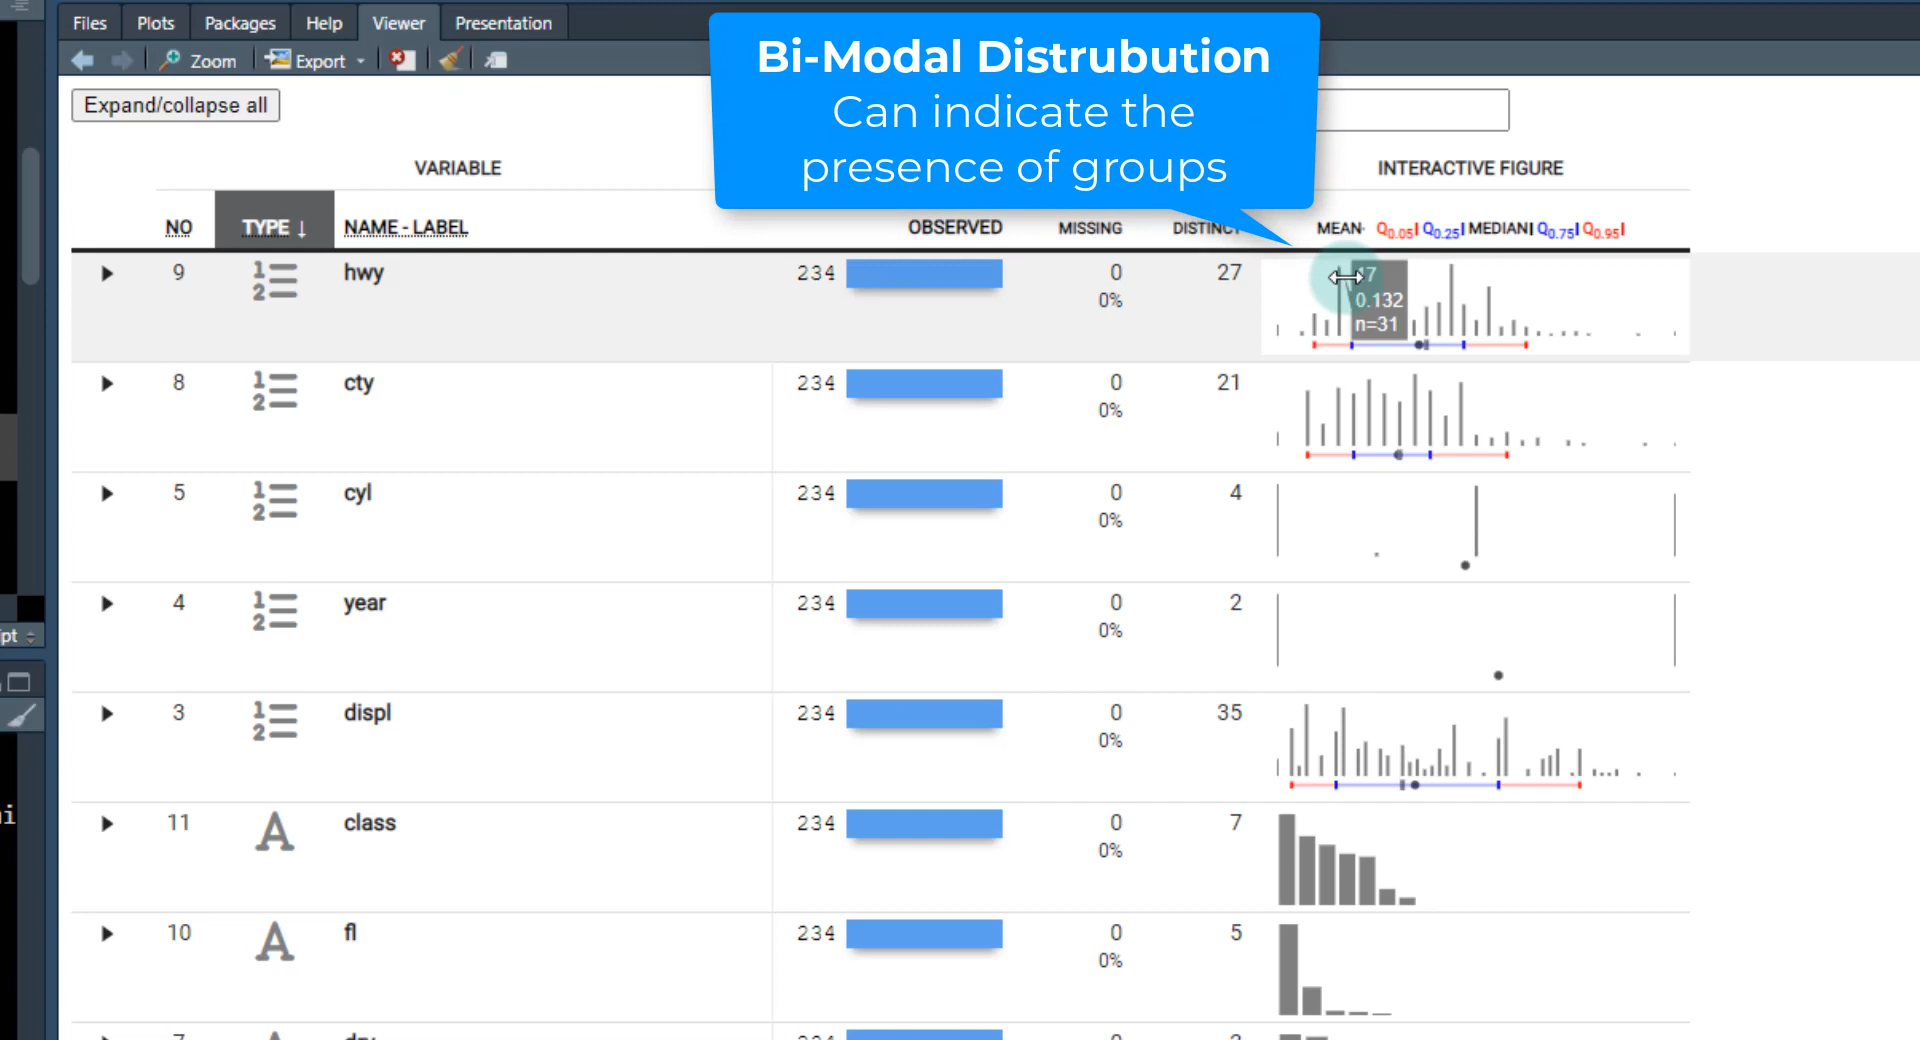 Files Plots Packages Help Viewer Presentation
Zoom Export
Bi-Modal Distrubution
Can indicate the
presence of groups
Expand/collapse all
VARIABLE INTERACTIVE FIGURE
NO TYPE ↓ NAME - LABEL OBSERVED MISSING DISTINCT MEAN· Q0.05| Q0.25| MEDIAN| Q0.75| Q0.95|
9 hwy 234 0 27
0%
0.132
n=31
8 cty 234 0 21
0%
5 cyl 234 0 4
0%
4 year 234 0 2
0%
3 displ 234 0 35
0%
11 class 234 0 7
0%
10 fl 234 0 5
0%